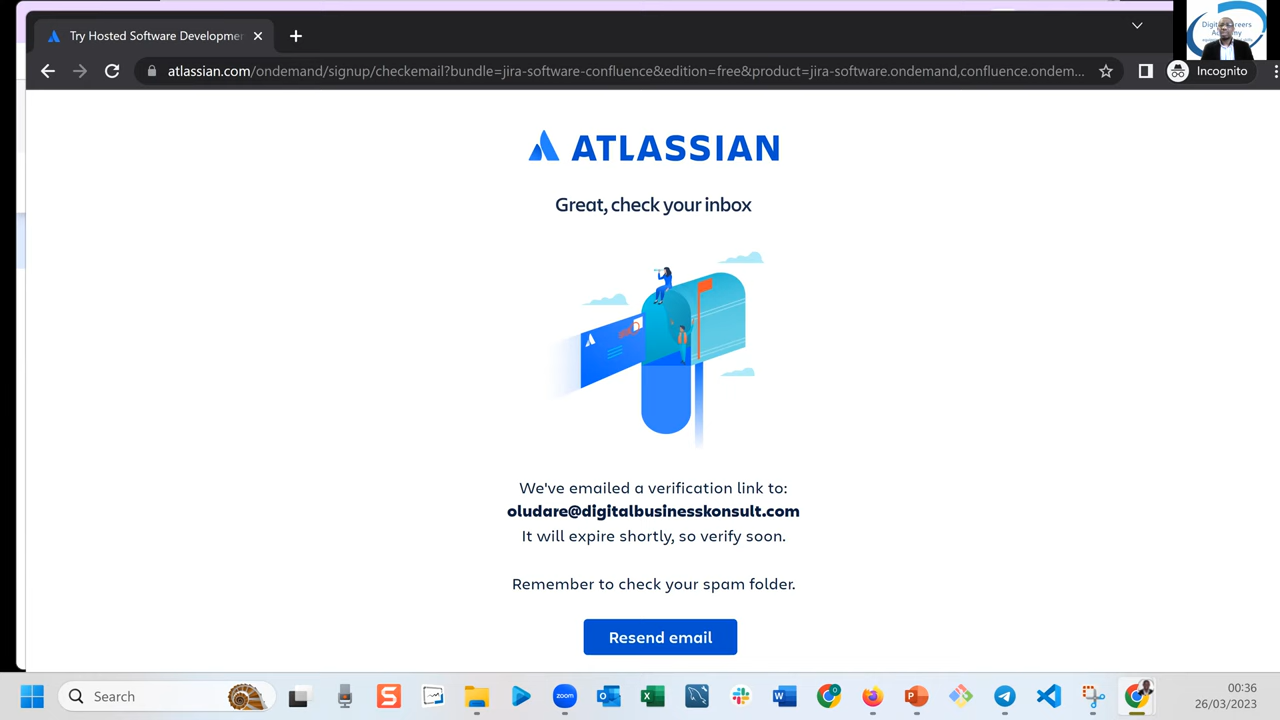 Try Hosted Software Developmer
atlassian.com/ondemand/signup/checkemail?bundle=jira-software-confluence&edition=free&product=jira-software.ondemand,confluence.ondem...
Incognito
ATLASSIAN
Great, check your inbox
We've emailed a verification link to:
oludare@digitalbusinesskonsult.com
It will expire shortly, so verify soon.
Remember to check your spam folder.
Resend email
Search
zoom
00:36
26/03/2023